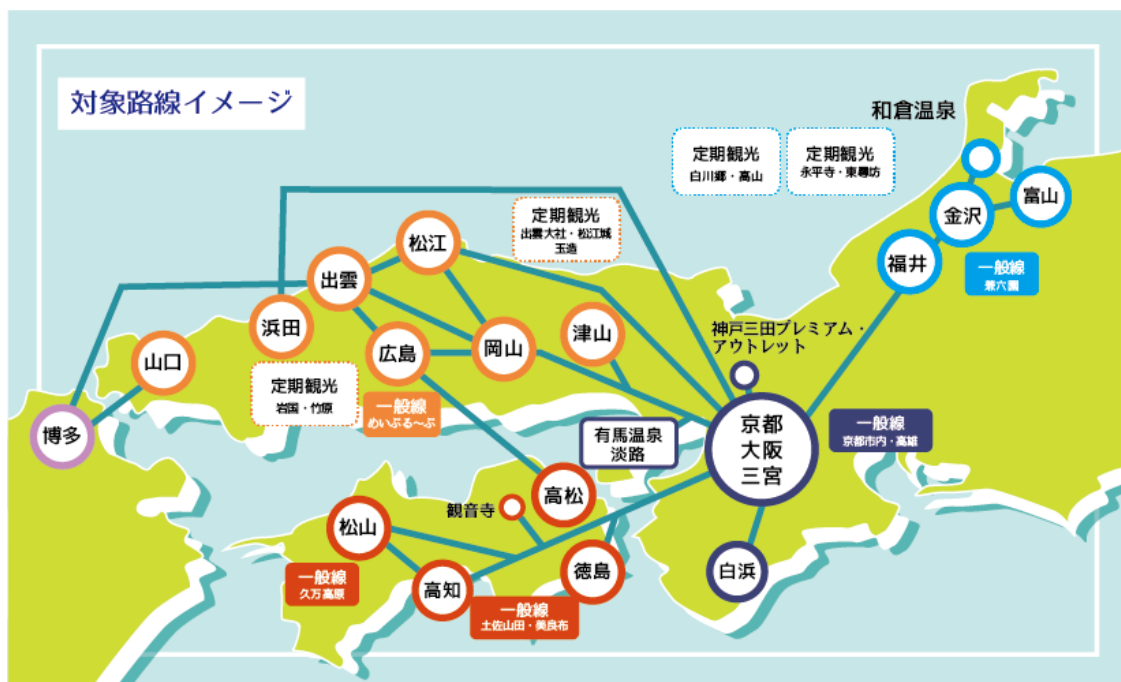 対象路線イメージ
和倉温泉
定期観光
白川郷・高山
定期観光
永平寺・東尋坊
富山
金沢
福井
一般線
兼六園
定期観光
出雲大社・松江城
玉造
松江
出雲
浜田
津山
岡山
広島
山口
博多
定期観光
岩国・竹原
一般線
めいぷる～ぷ
神戸三田プレミアム・
アウトレット
京都
大阪
三宮
一般線
京都市内・高雄
有馬温泉
淡路
高松
観音寺
松山
徳島
高知
白浜
一般線
久万高原
一般線
土佐山田・美良布